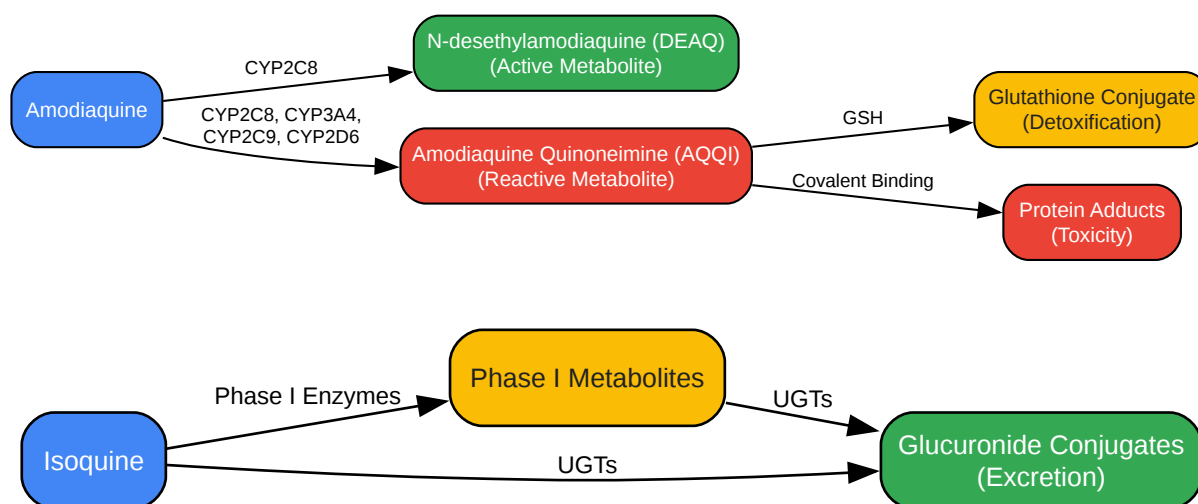 N-desethylamodiaquine (DEAQ)
(Active Metabolite)
CYP2C8
Amodiaquine
CYP2C8, CYP3A4,
CYP2C9, CYP2D6
Amodiaquine Quinoneimine (AQQI)
(Reactive Metabolite)
GSH
Glutathione Conjugate
(Detoxification)
Covalent Binding
Protein Adducts
(Toxicity)
Isoquine
Phase I Enzymes
Phase I Metabolites
UGTs
UGTs
Glucuronide Conjugates
(Excretion)